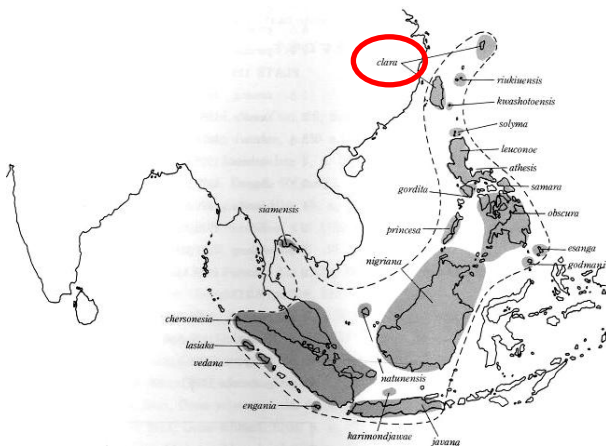 clara
riukiuensis
kwashotoensis
solyma
leuconoe
athesis
samara
gordita
obscura
siamensis
princesa
esanga
godmani
nigriana
chersonesia
lasiaka
vedana
natunensis
engania
karimondjawae
javana